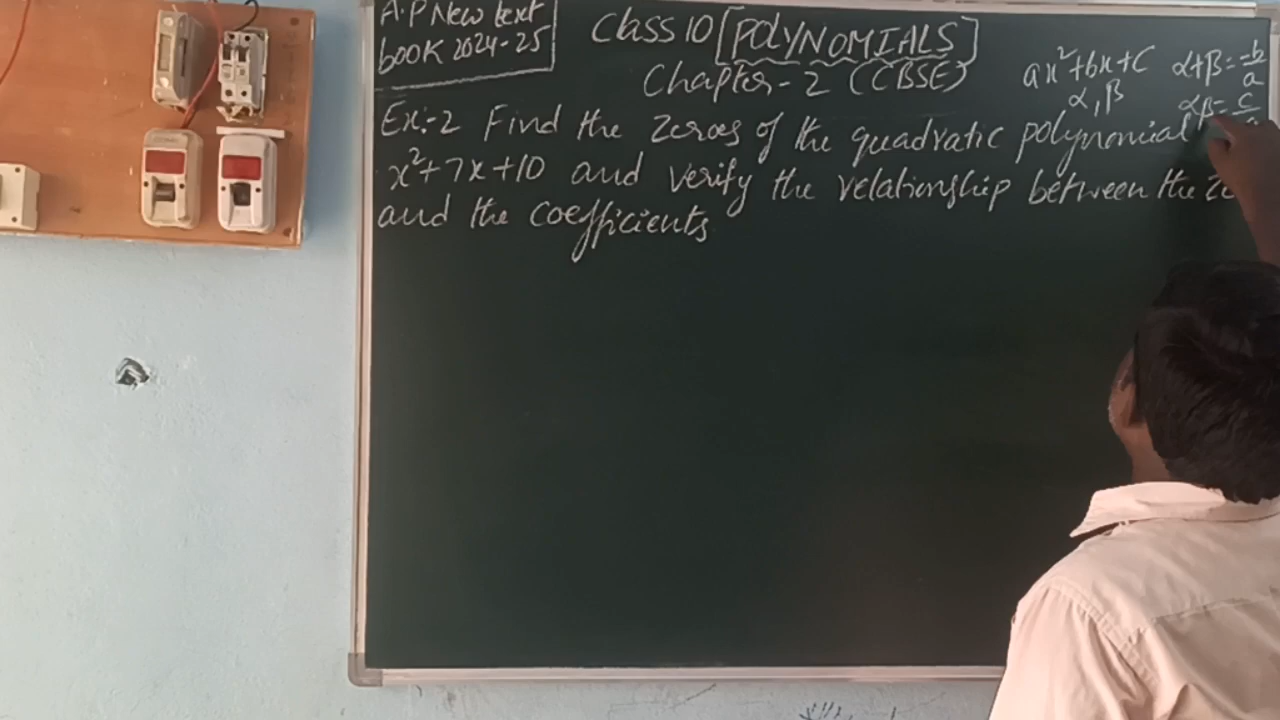 A.P New text
book 2024-25
Class 10 [POLYNOMIALS]
Chapter-2 (CBSE)
ax²+bx+c
α,β
α+β=-b/a
αβ=c
Ex:-2 Find the Zeroes of the quadratic polynomial
x²+7x+10 and verify the relationship between the
and the coefficients